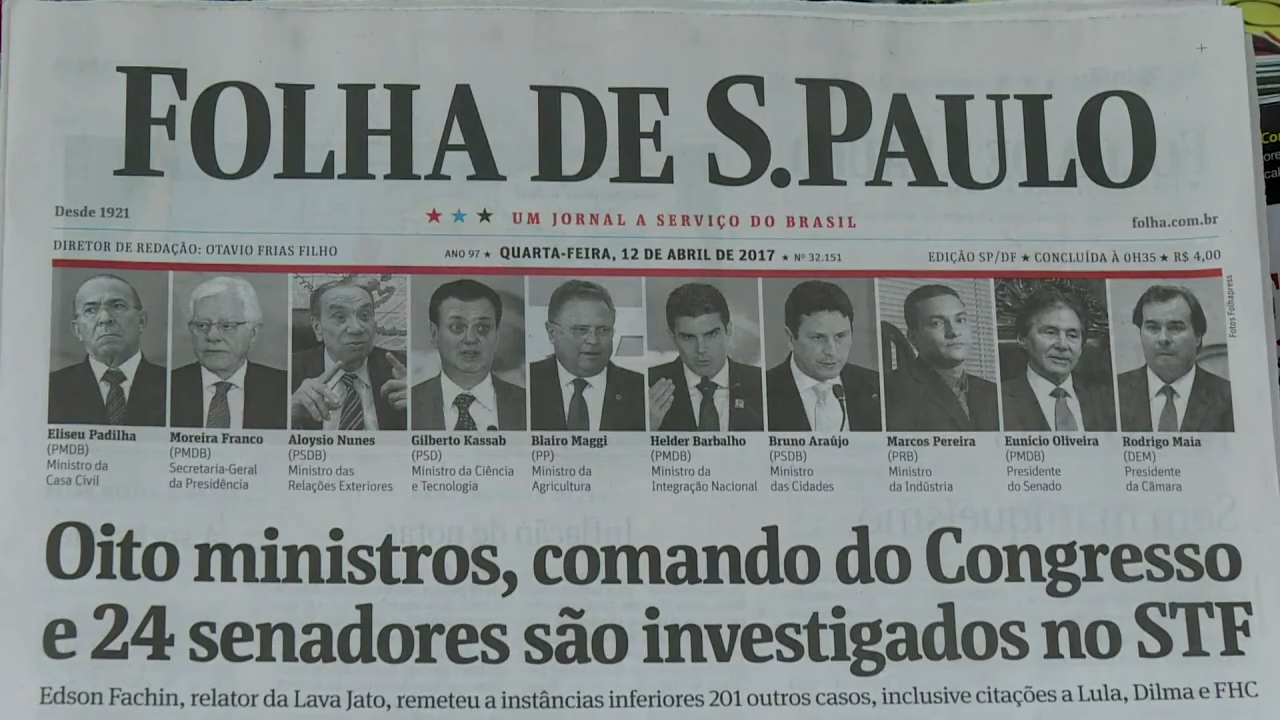 FOLHA DE S.PAULO
Desde 1921
★ ★ ★ UM JORNAL A SERVIÇO DO BRASIL
folha.com.br
DIRETOR DE REDAÇÃO: OTAVIO FRIAS FILHO
ANO 97 ★ QUARTA-FEIRA, 12 DE ABRIL DE 2017 ★ Nº 32.151
EDIÇÃO SP/DF ★ CONCLUÍDA À 0H35 ★ R$ 4,00
Fotos Folhapress
Eliseu Padilha
(PMDB)
Ministro da
Casa Civil
Moreira Franco
(PMDB)
Secretaria-Geral
da Presidência
Aloysio Nunes
(PSDB)
Ministro das
Relações Exteriores
Gilberto Kassab
(PSD)
Ministro da Ciência
e Tecnologia
Blairo Maggi
(PP)
Ministro da
Agricultura
Helder Barbalho
(PMDB)
Ministro da
Integração Nacional
Bruno Araújo
(PSDB)
Ministro
das Cidades
Marcos Pereira
(PRB)
Ministro
da Indústria
Eunício Oliveira
(PMDB)
Presidente
do Senado
Rodrigo Maia
(DEM)
Presidente
da Câmara
Oito ministros, comando do Congresso
e 24 senadores são investigados no STF
Edson Fachin, relator da Lava Jato, remeteu a instâncias inferiores 201 outros casos, inclusive citações a Lula, Dilma e FHC